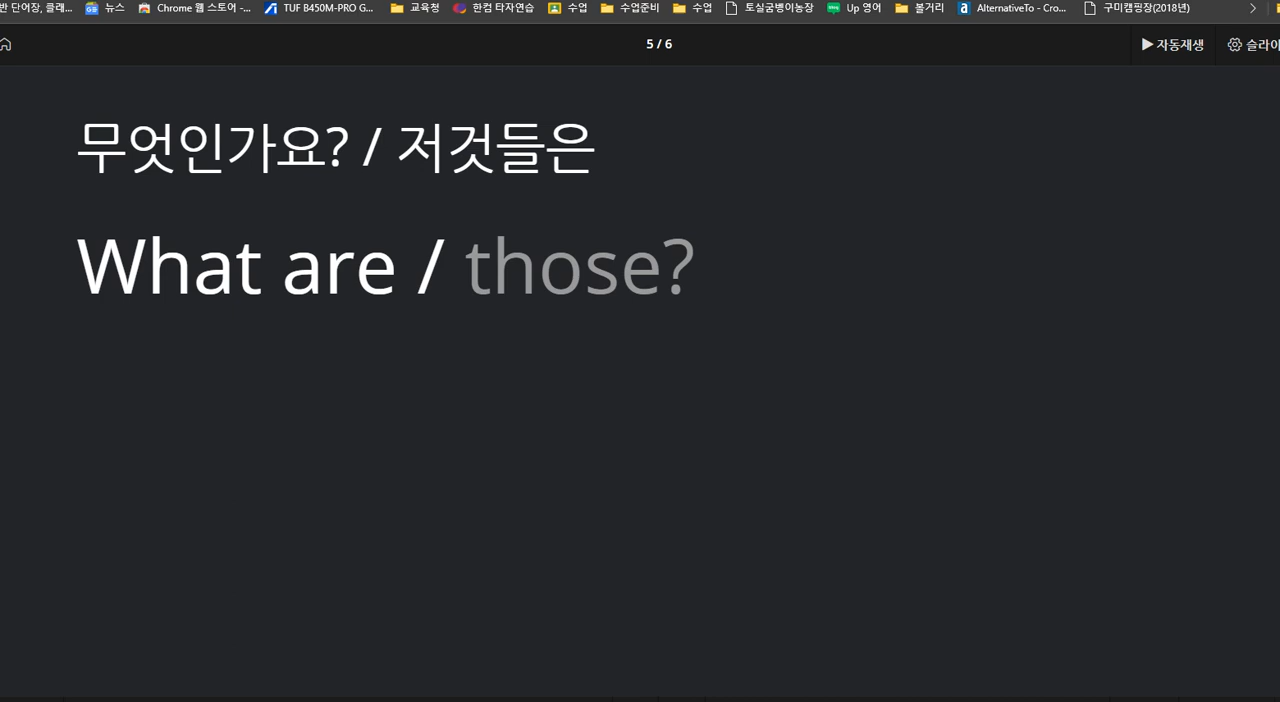 반 단어장, 클래... 뉴스 Chrome 웹 스토어 -... TUF B450M-PRO G... 교육청 한컴 타자연습 수업 수업준비 수업 토실굼벵이농장 Up 영어 볼거리 AlternativeTo - Cro... 구미캠핑장(2018년)
5 / 6 자동재생 슬라이
무엇인가요? / 저것들은
What are / those?